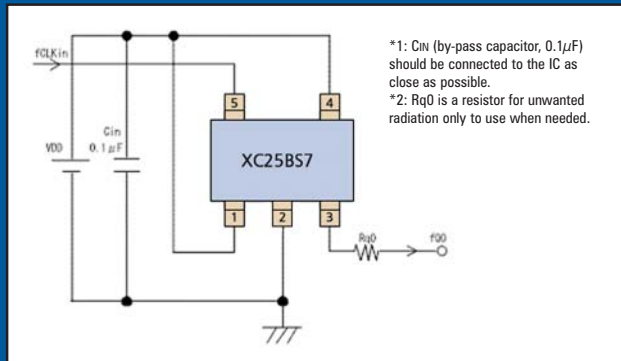 fCLKin
*1: CIN (by-pass capacitor, 0.1μF)
should be connected to the IC as
close as possible.
*2: Rq0 is a resistor for unwanted
radiation only to use when needed.
5
4
Cin
0.1μF
VDD
XC25BS7
1
2
3
Rq0
fQ0